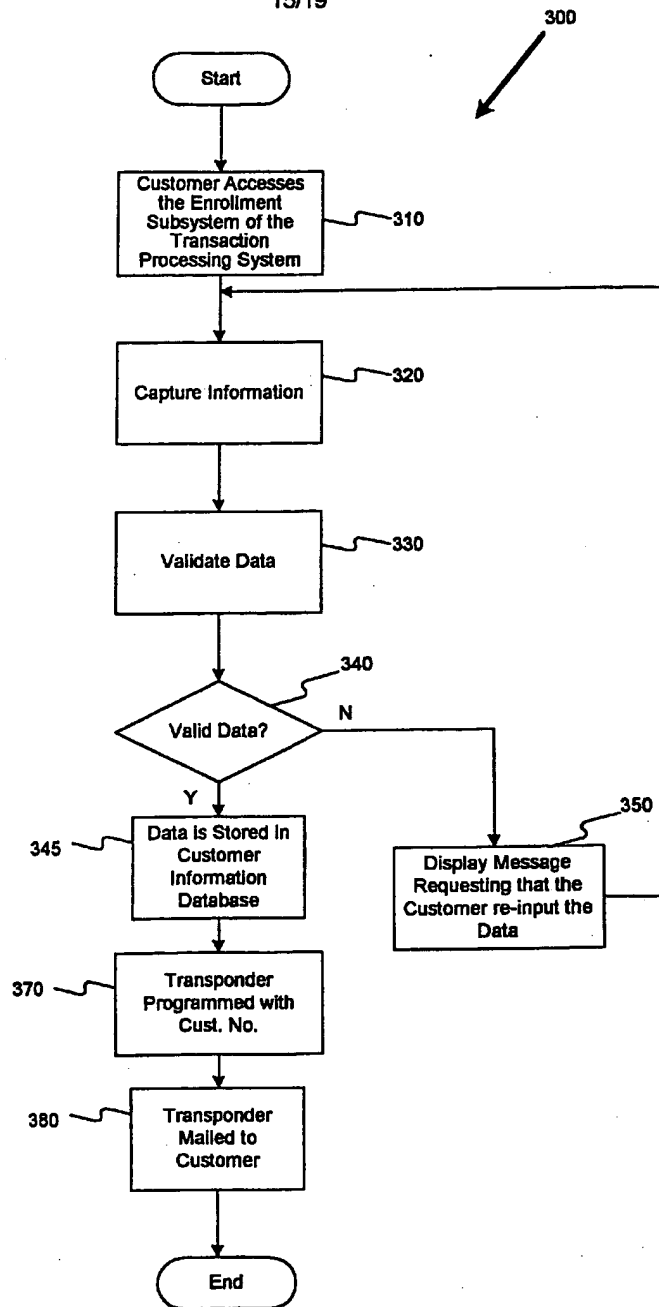 15/19
300
Start
Customer Accesses
the Enrollment
Subsystem of the
Transaction
Processing System
310
Capture Information
320
Validate Data
330
340
Valid Data?
N
Y
345
Data is Stored in
Customer
Information
Database
350
Display Message
Requesting that the
Customer re-input the
Data
370
Transponder
Programmed with
Cust. No.
380
Transponder
Mailed to
Customer
End